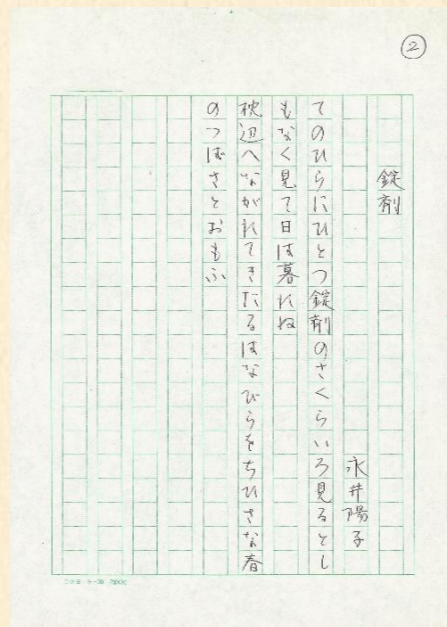 ②
錠剤
永井陽子
てのひらにひとつ錠剤のさくらいろ見るとし
もなく見て日は暮れぬ
枕辺へながれてきたるはなびらをちひさな春
のつばさとおもふ